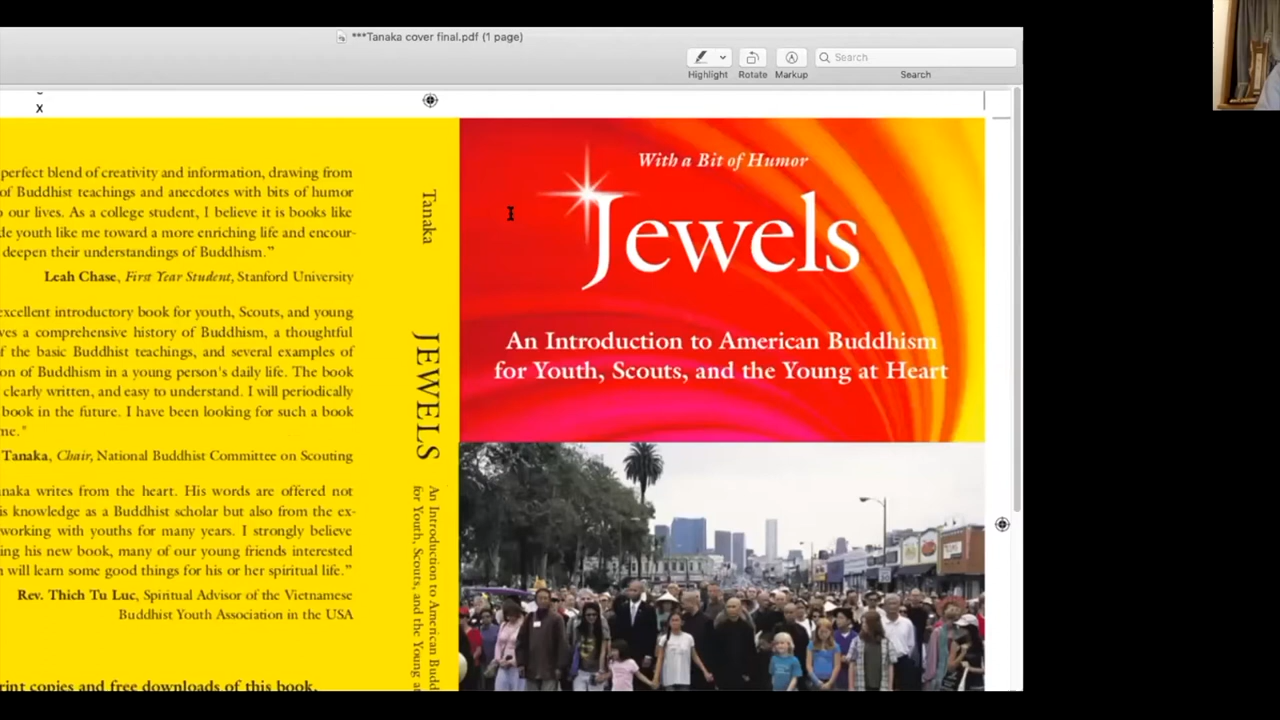 ***Tanaka cover final.pdf (1 page)
Search
Highlight
Rotate
Markup
Search
X
perfect blend of creativity and information, drawing from
of Buddhist teachings and anecdotes with bits of humor
our lives. As a college student, I believe it is books like
youth like me toward a more enriching life and encour-
deepen their understandings of Buddhism.”
Leah Chase, First Year Student, Stanford University
excellent introductory book for youth, Scouts, and young
a comprehensive history of Buddhism, a thoughtful
the basic Buddhist teachings, and several examples of
of Buddhism in a young person's daily life. The book
clearly written, and easy to understand. I will periodically
book in the future. I have been looking for such a book
me."
Tanaka, Chair, National Buddhist Committee on Scouting
writes from the heart. His words are offered not
knowledge as a Buddhist scholar but also from the ex-
working with youths for many years. I strongly believe
his new book, many of our young friends interested
will learn some good things for his or her spiritual life.”
Rev. Thich Tu Luc, Spiritual Advisor of the Vietnamese
Buddhist Youth Association in the USA
print copies and free downloads of this book.
Tanaka
JEWELS
An Introduction to American Budd
for Youth, Scouts, and the Young at
With a Bit of Humor
Jewels
An Introduction to American Buddhism
for Youth, Scouts, and the Young at Heart